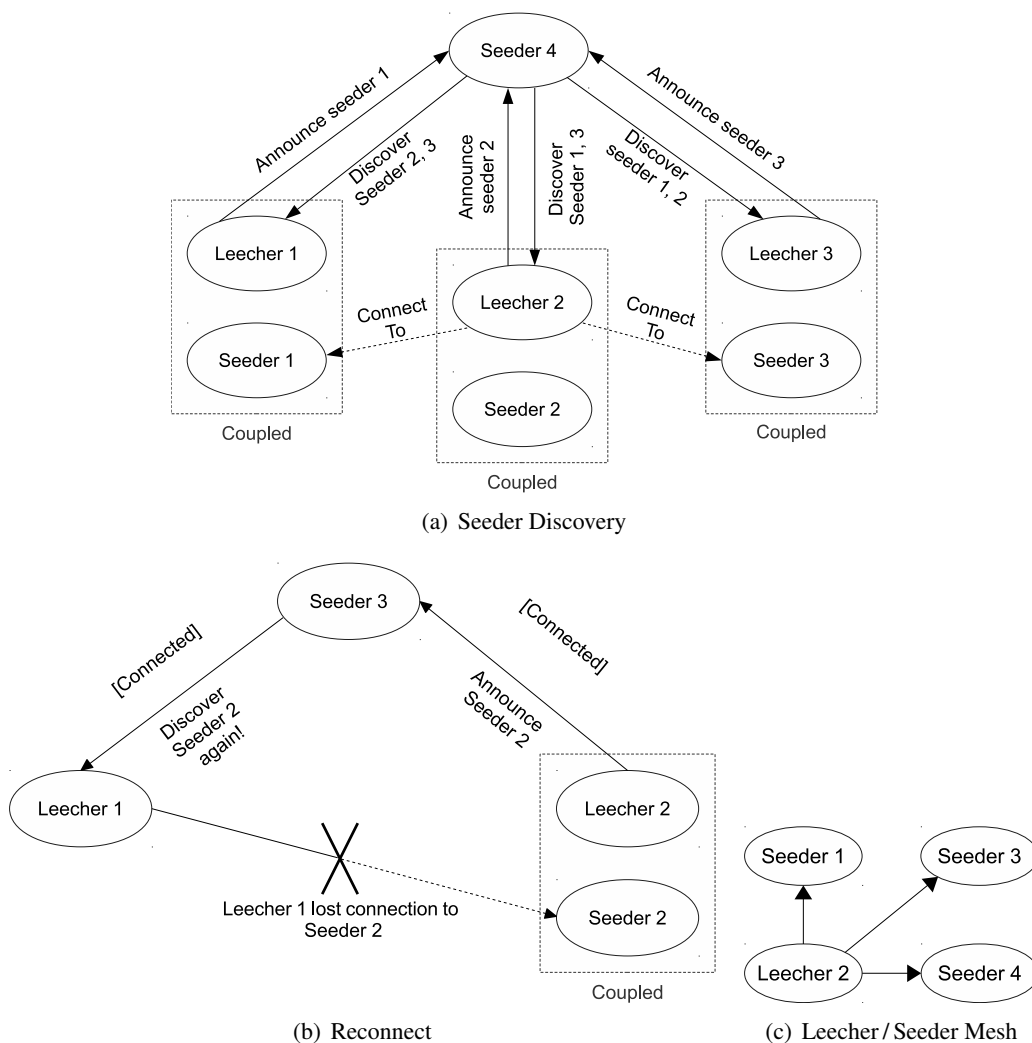 Seeder 4
Announce seeder 1
Discover
Seeder 2, 3
Announce
seeder 2
Discover
Seeder 1, 3
Discover
seeder 1, 2
Announce seeder 3
Leecher 1
Seeder 1
Coupled
Connect
To
Leecher 2
Seeder 2
Coupled
Connect
To
Leecher 3
Seeder 3
Coupled
(a) Seeder Discovery
Seeder 3
[Connected]
Discover
Seeder 2
again!
[Connected]
Announce
Seeder 2
Leecher 1
Leecher 1 lost connection to
Seeder 2
Leecher 2
Seeder 2
Coupled
(b) Reconnect
Seeder 1
Seeder 3
Leecher 2
Seeder 4
(c) Leecher / Seeder Mesh